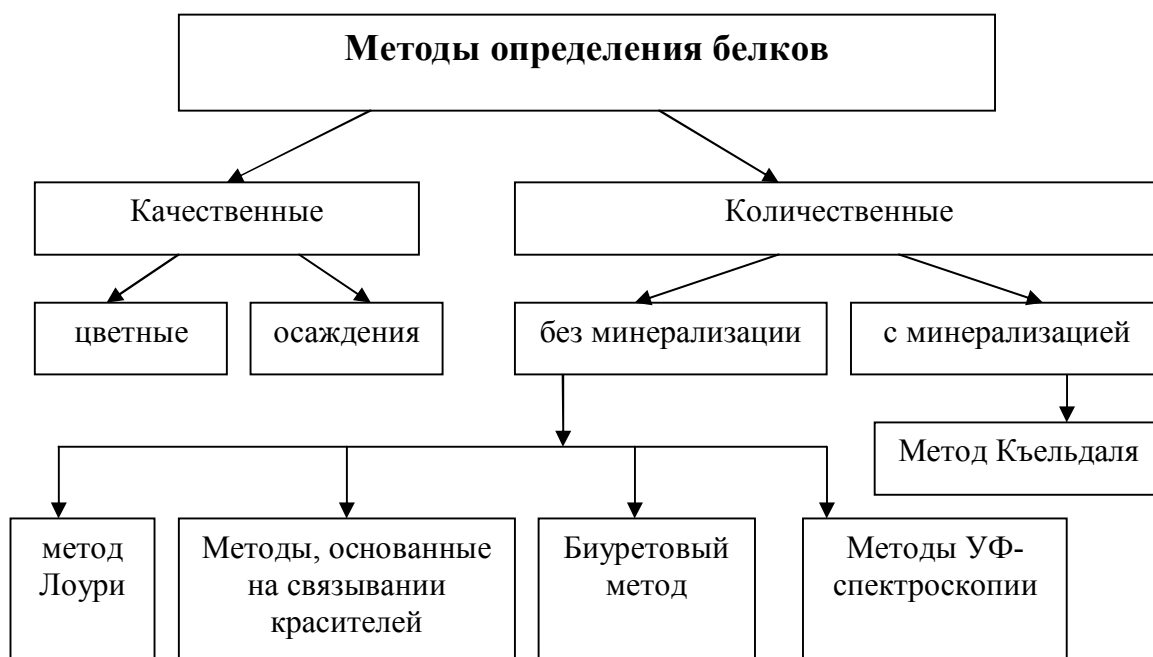 Методы определения белков
Качественные
Количественные
цветные
осаждения
без минерализации
с минерализацией
Метод Къельдаля
метод
Лоури
Методы, основанные
на связывании
красителей
Биуретовый
метод
Методы УФ-
спектроскопии